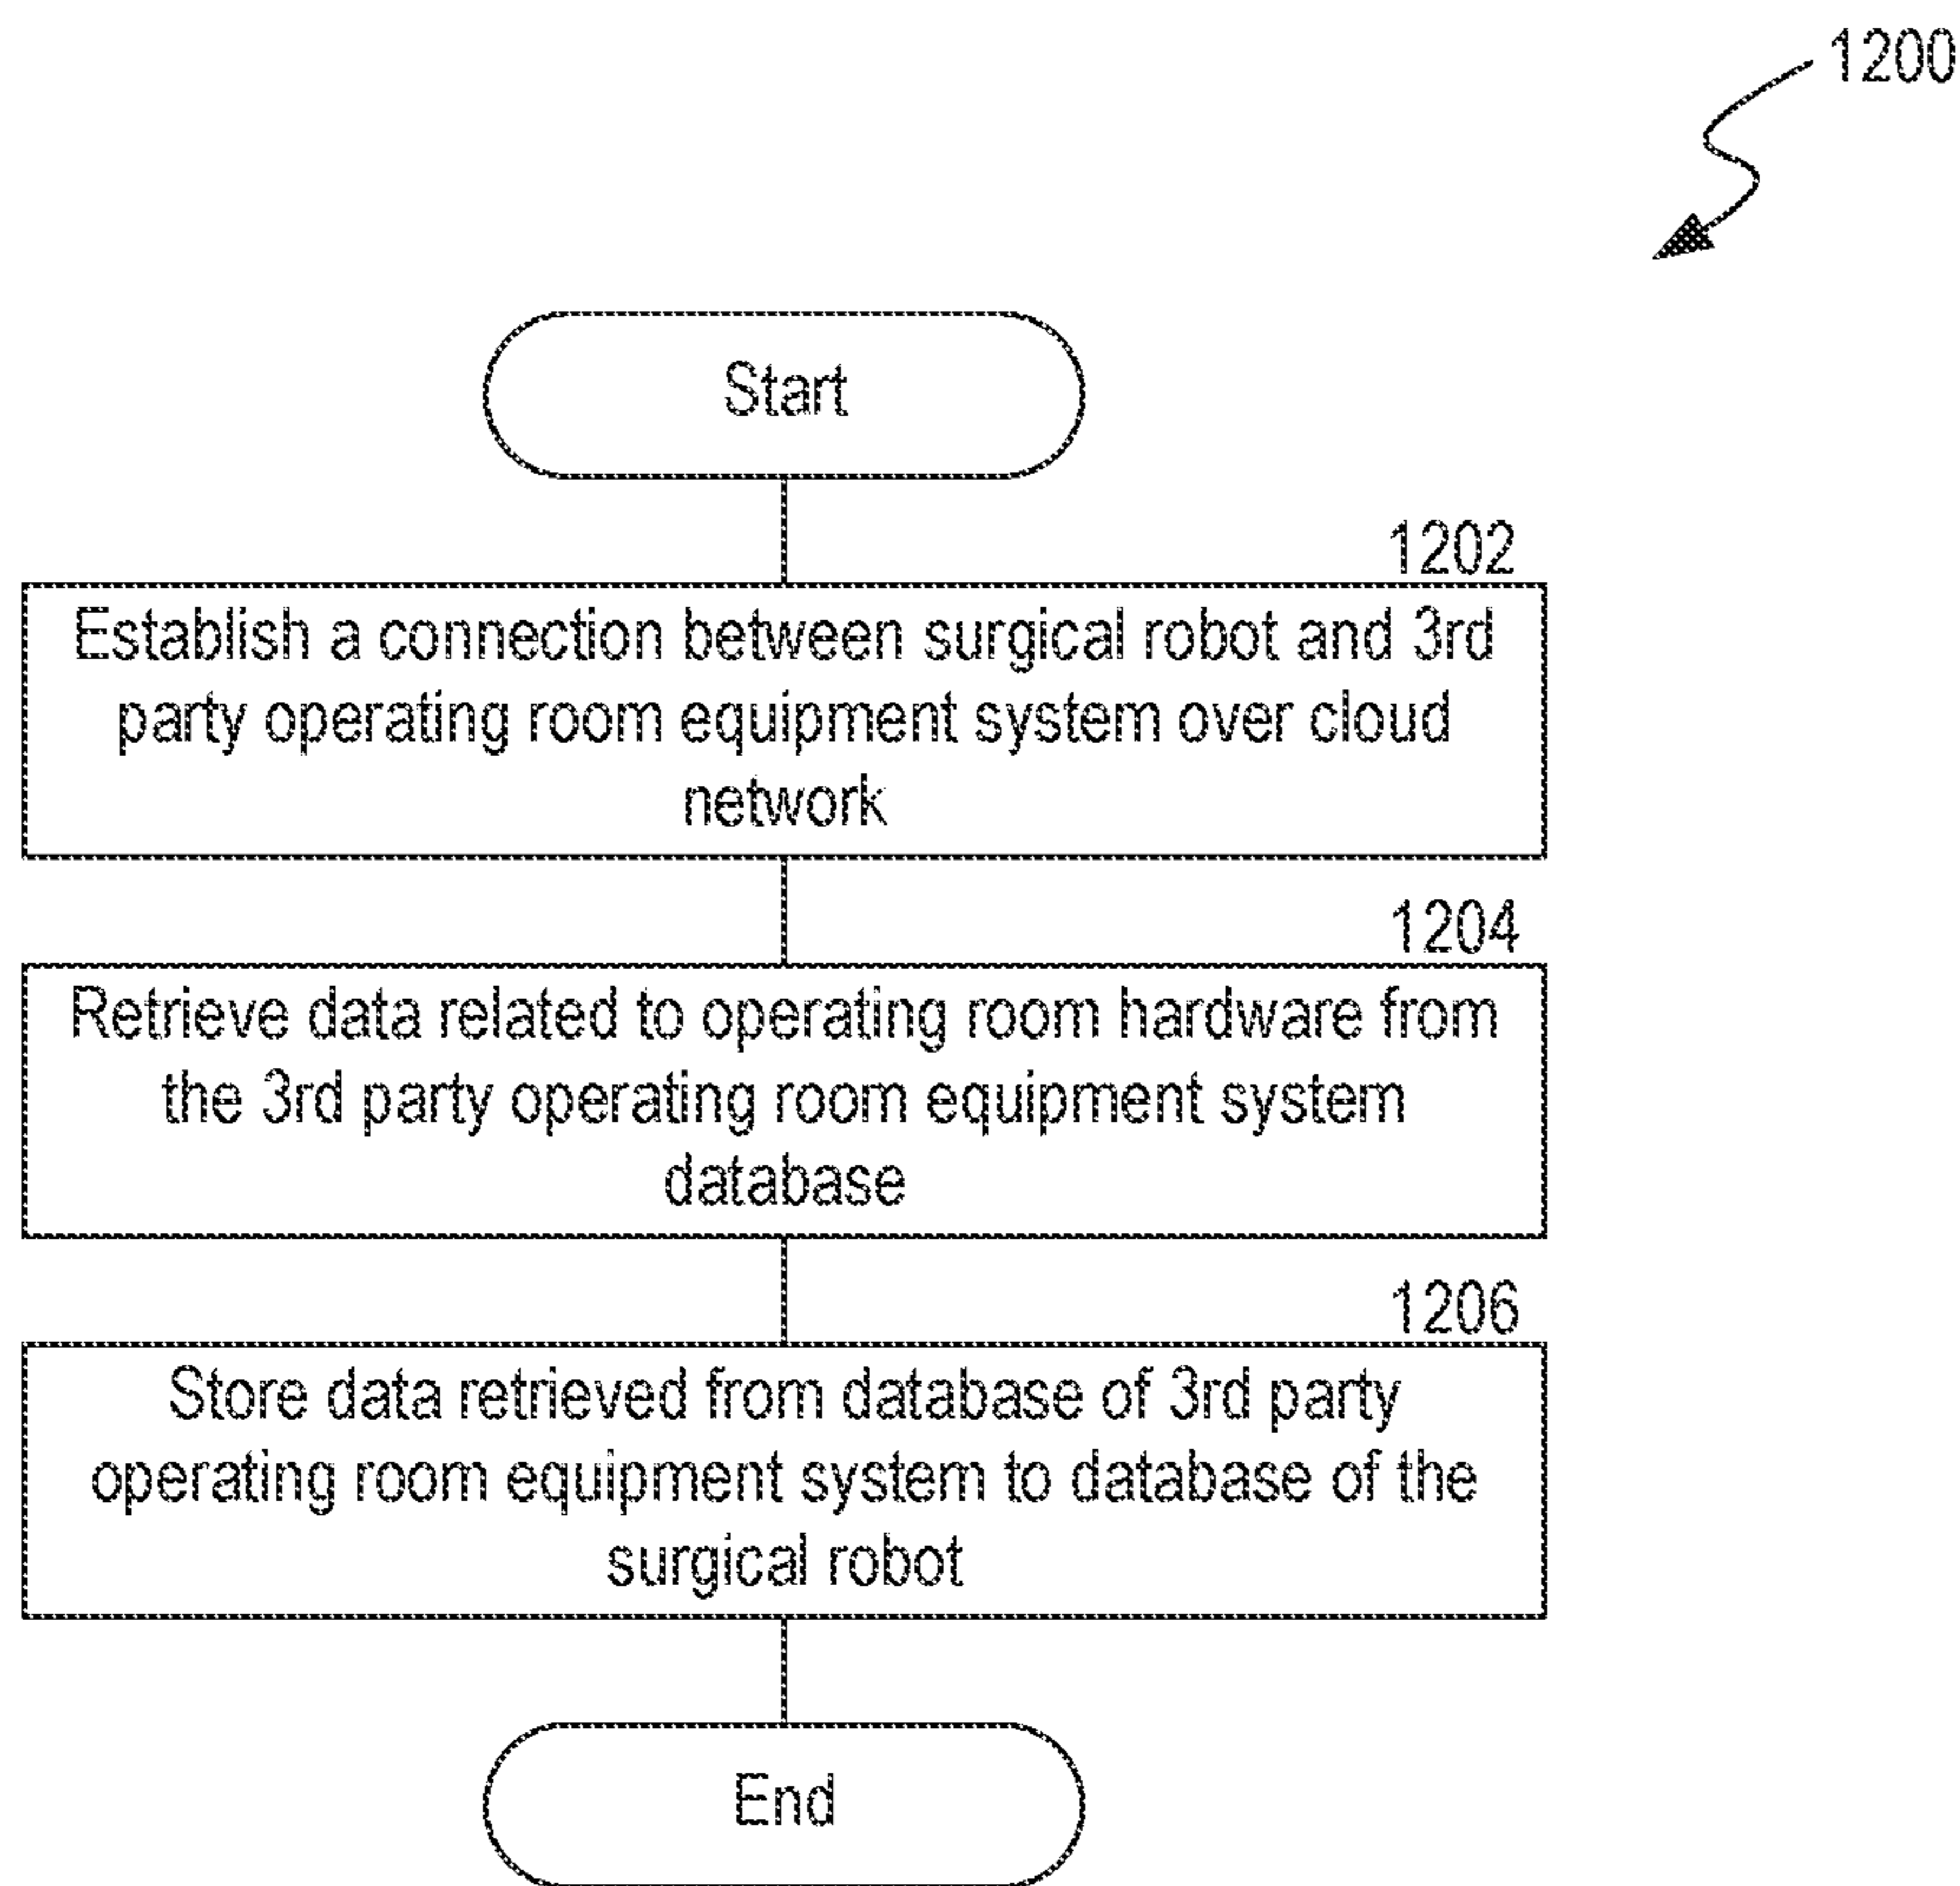 1200
Start
1202
Establish a connection between surgical robot and 3rd
party operating room equipment system over cloud
network
1204
Retrieve data related to operating room hardware from
the 3rd party operating room equipment system
database
1206
Store data retrieved from database of 3rd party
operating room equipment system to database of the
surgical robot
End